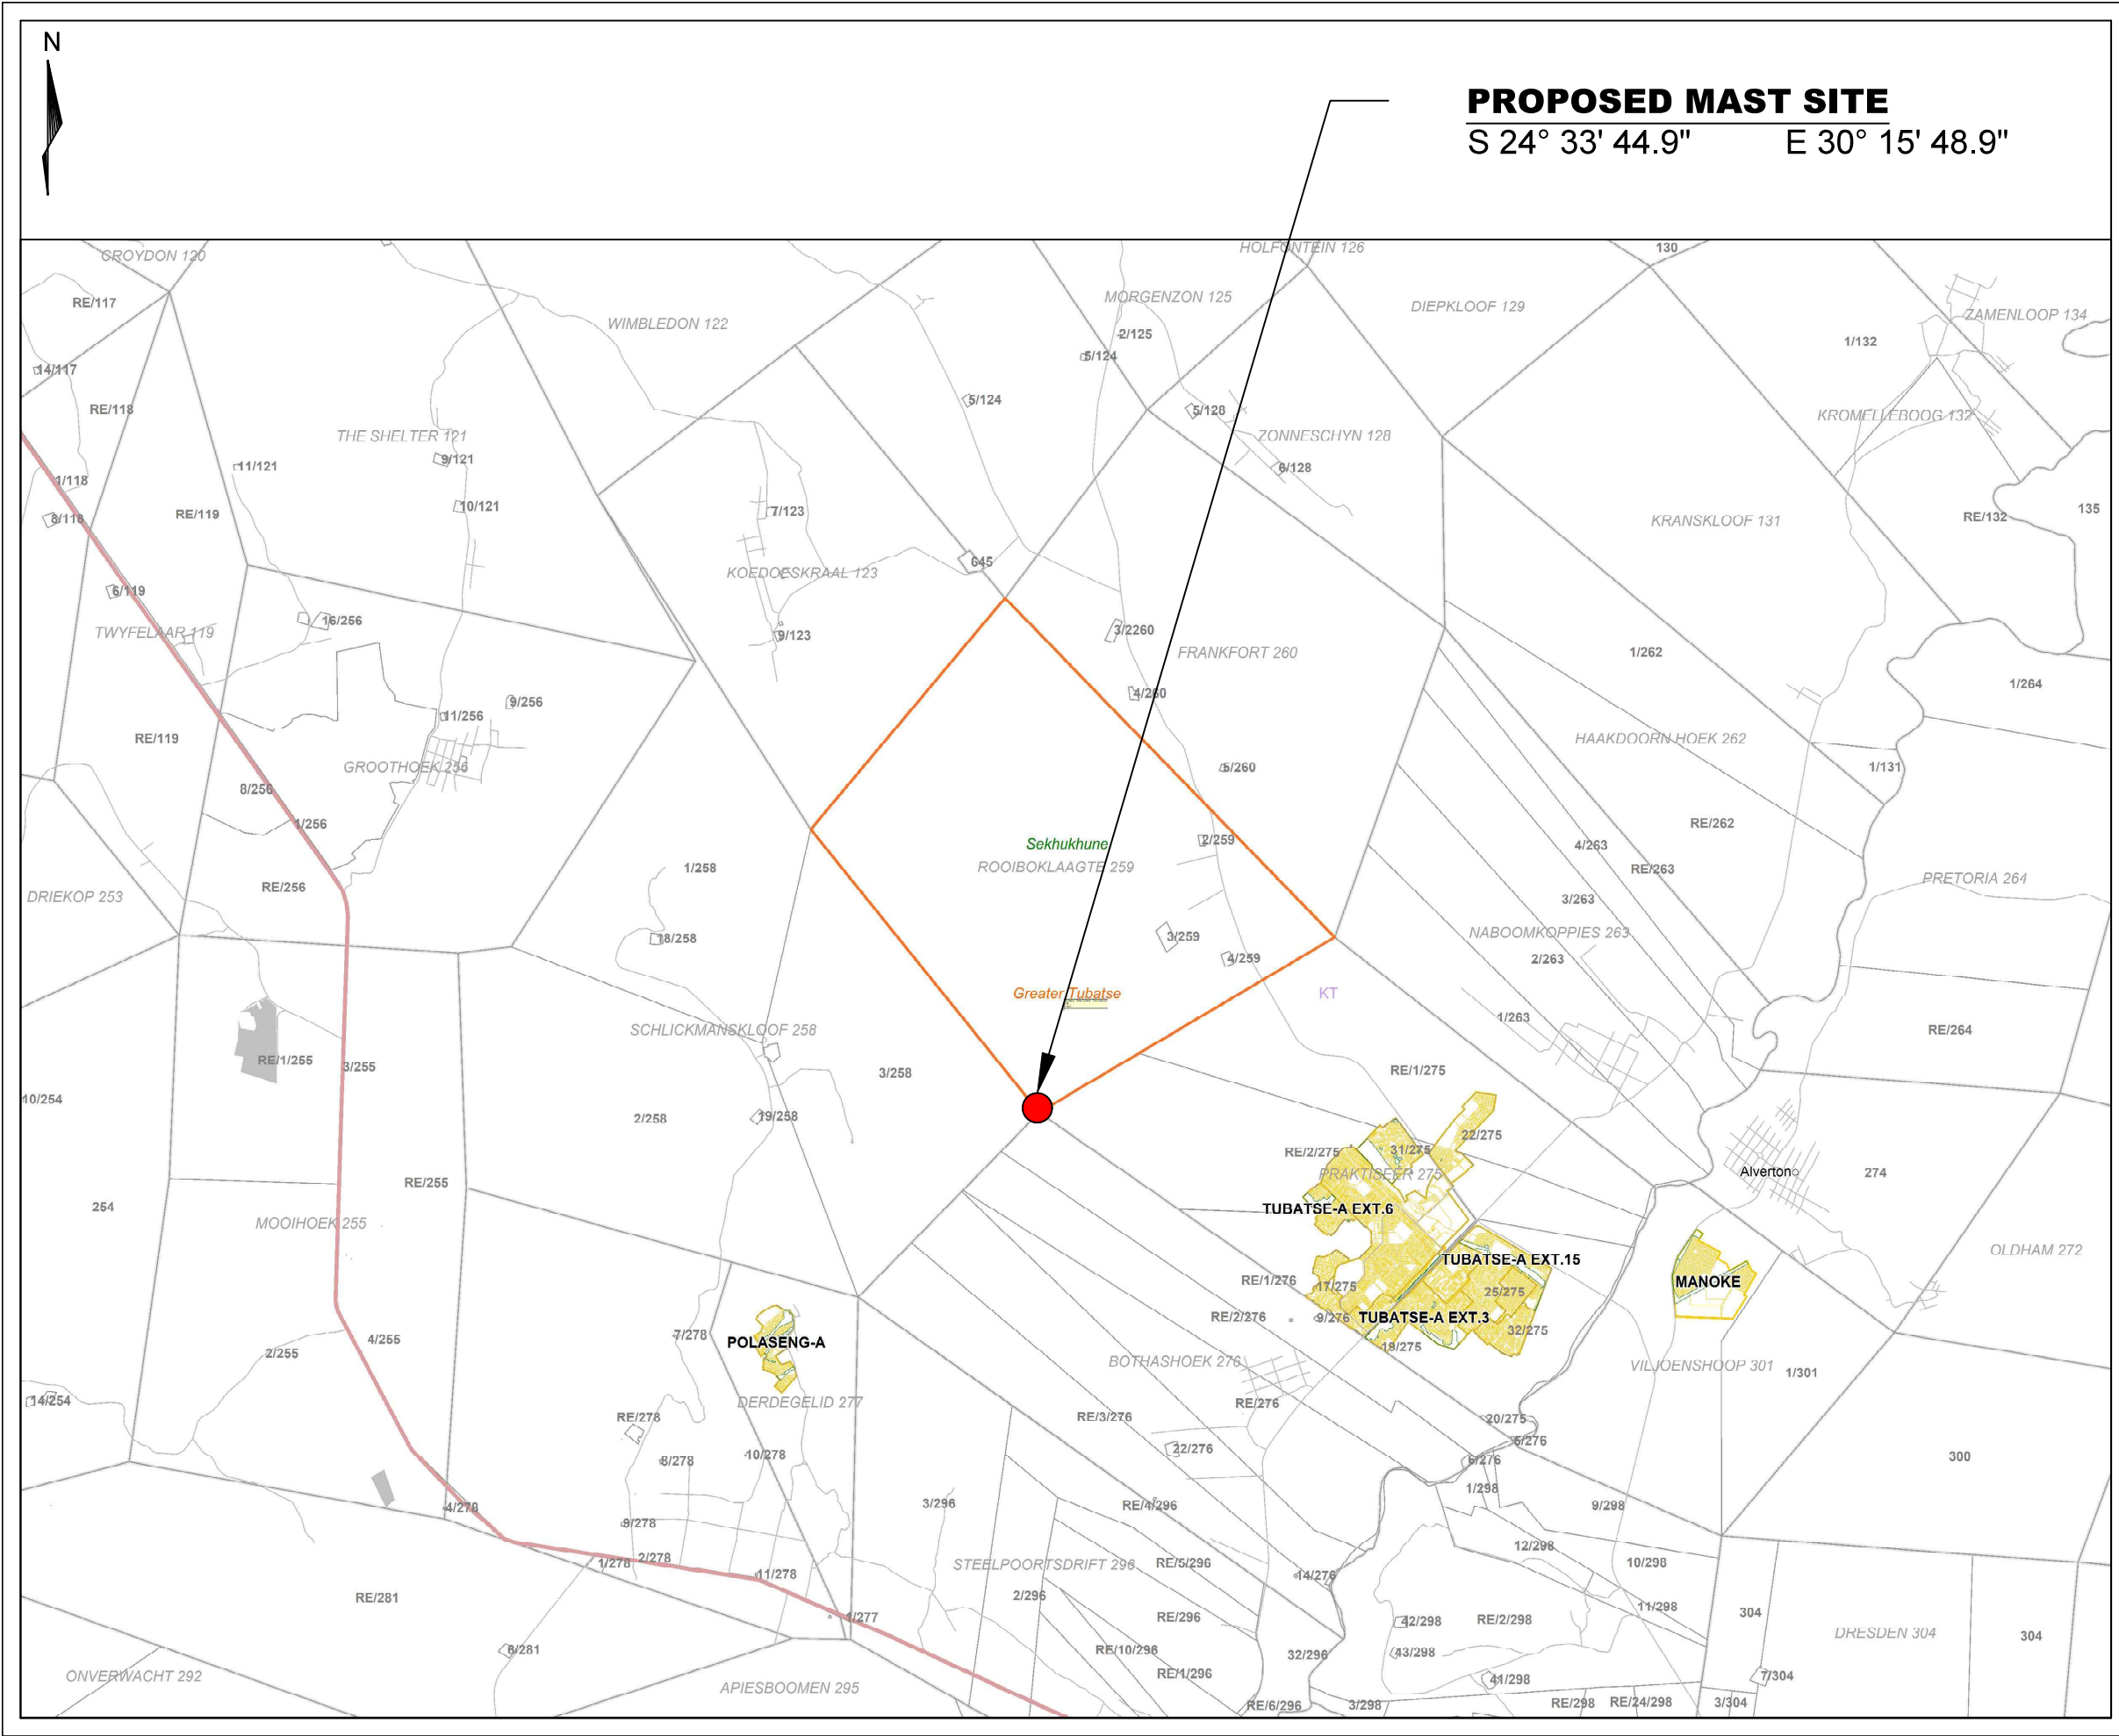 N
PROPOSED MAST SITE
S 24° 33' 44.9" E 30° 15' 48.9"
CROYDON 120
HOLFONTEIN 126
130
RE/117
WIMBLEDON 122
MORGENZON 125
DIEPKLOOF 129
ZAMENLOOP 134
2/125
1/132
5/124
14/117
5/124
RE/118
5/128
KROMELLEBOOG 132
THE SHELTER 121
ZONNESCHYN 128
9/121
11/121
6/128
1/118
10/121
7/123
RE/119
8/118
KRANSKLOOF 131
RE/132
135
645
KOEDOESKRAAL 123
6/119
16/256
TWYFELAAR 119
9/123
3/2260
FRANKFORT 260
1/262
1/264
4/260
9/256
11/256
RE/119
HAAKDOORN HOEK 262
GROOTHOEK 256
5/260
1/131
8/256
1/256
RE/262
Sekhukhune
2/259
4/263
ROOIBOKLAAGTE 259
1/258
RE/263
RE/256
DRIEKOP 253
PRETORIA 264
3/263
18/258
3/259
NABOOMKOPPIES 263
4/259
2/263
Greater Tubatse
KT
1/263
SCHLICKMANSKLOOF 258
RE/264
RE/1/255
3/255
3/258
RE/1/275
10/254
2/258
19/258
22/275
RE/2/275
31/275
PRAKTISEER 275
Alverton
274
RE/255
254
TUBATSE-A EXT.6
MOOIHOEK 255
OLDHAM 272
TUBATSE-A EXT.15
RE/1/276
17/275
25/275
MANOKE
RE/2/276
9/276
TUBATSE-A EXT.3
32/275
7/278
POLASENG-A
4/255
2/255
19/275
BOTHASHOEK 276
VILJOENSHOOP 301
1/301
14/254
DERDEGELID 277
RE/276
RE/278
RE/3/276
20/275
5/276
22/276
8/278
10/278
6/276
300
1/298
4/278
3/296
RE/4/296
9/298
9/278
12/298
1/278
2/278
STEELPOORTSDRIFT 296
RE/5/296
10/298
11/278
14/276
RE/281
2/296
11/298
1/277
RE/296
42/298
RE/2/298
304
DRESDEN 304
304
6/281
RE/10/296
32/296
43/298
ONVERWACHT 292
RE/1/296
41/298
7/304
APIESBOOMEN 295
RE/6/296
3/298
RE/298
RE/24/298
3/304